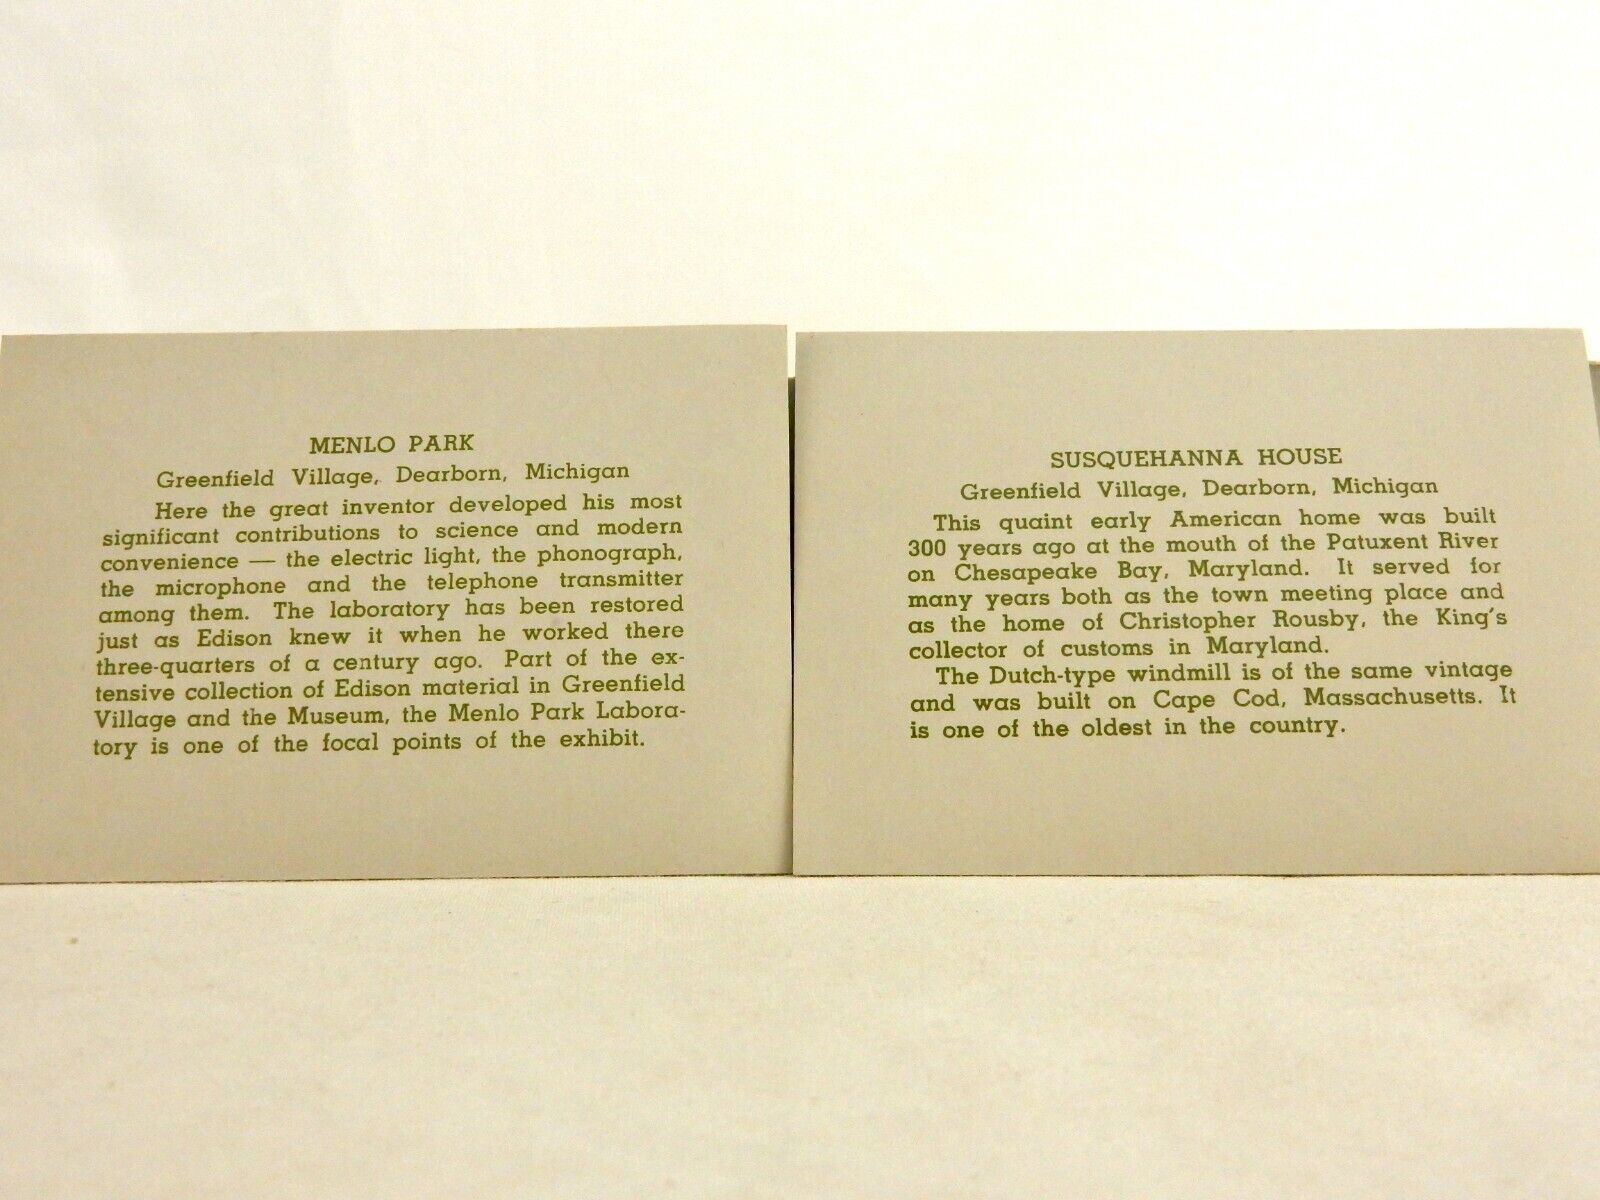 MENLO PARK
Greenfield Village, Dearborn, Michigan
Here the great inventor developed his most
significant contributions to science and modern
convenience — the electric light, the phonograph,
the microphone and the telephone transmitter
among them. The laboratory has been restored
just as Edison knew it when he worked there
three-quarters of a century ago. Part of the ex-
tensive collection of Edison material in Greenfield
Village and the Museum, the Menlo Park Labora-
tory is one of the focal points of the exhibit.
SUSQUEHANNA HOUSE
Greenfield Village, Dearborn, Michigan
This quaint early American home was built
300 years ago at the mouth of the Patuxent River
on Chesapeake Bay, Maryland. It served for
many years both as the town meeting place and
as the home of Christopher Rousby, the King's
collector of customs in Maryland.
The Dutch-type windmill is of the same vintage
and was built on Cape Cod, Massachusetts. It
is one of the oldest in the country.